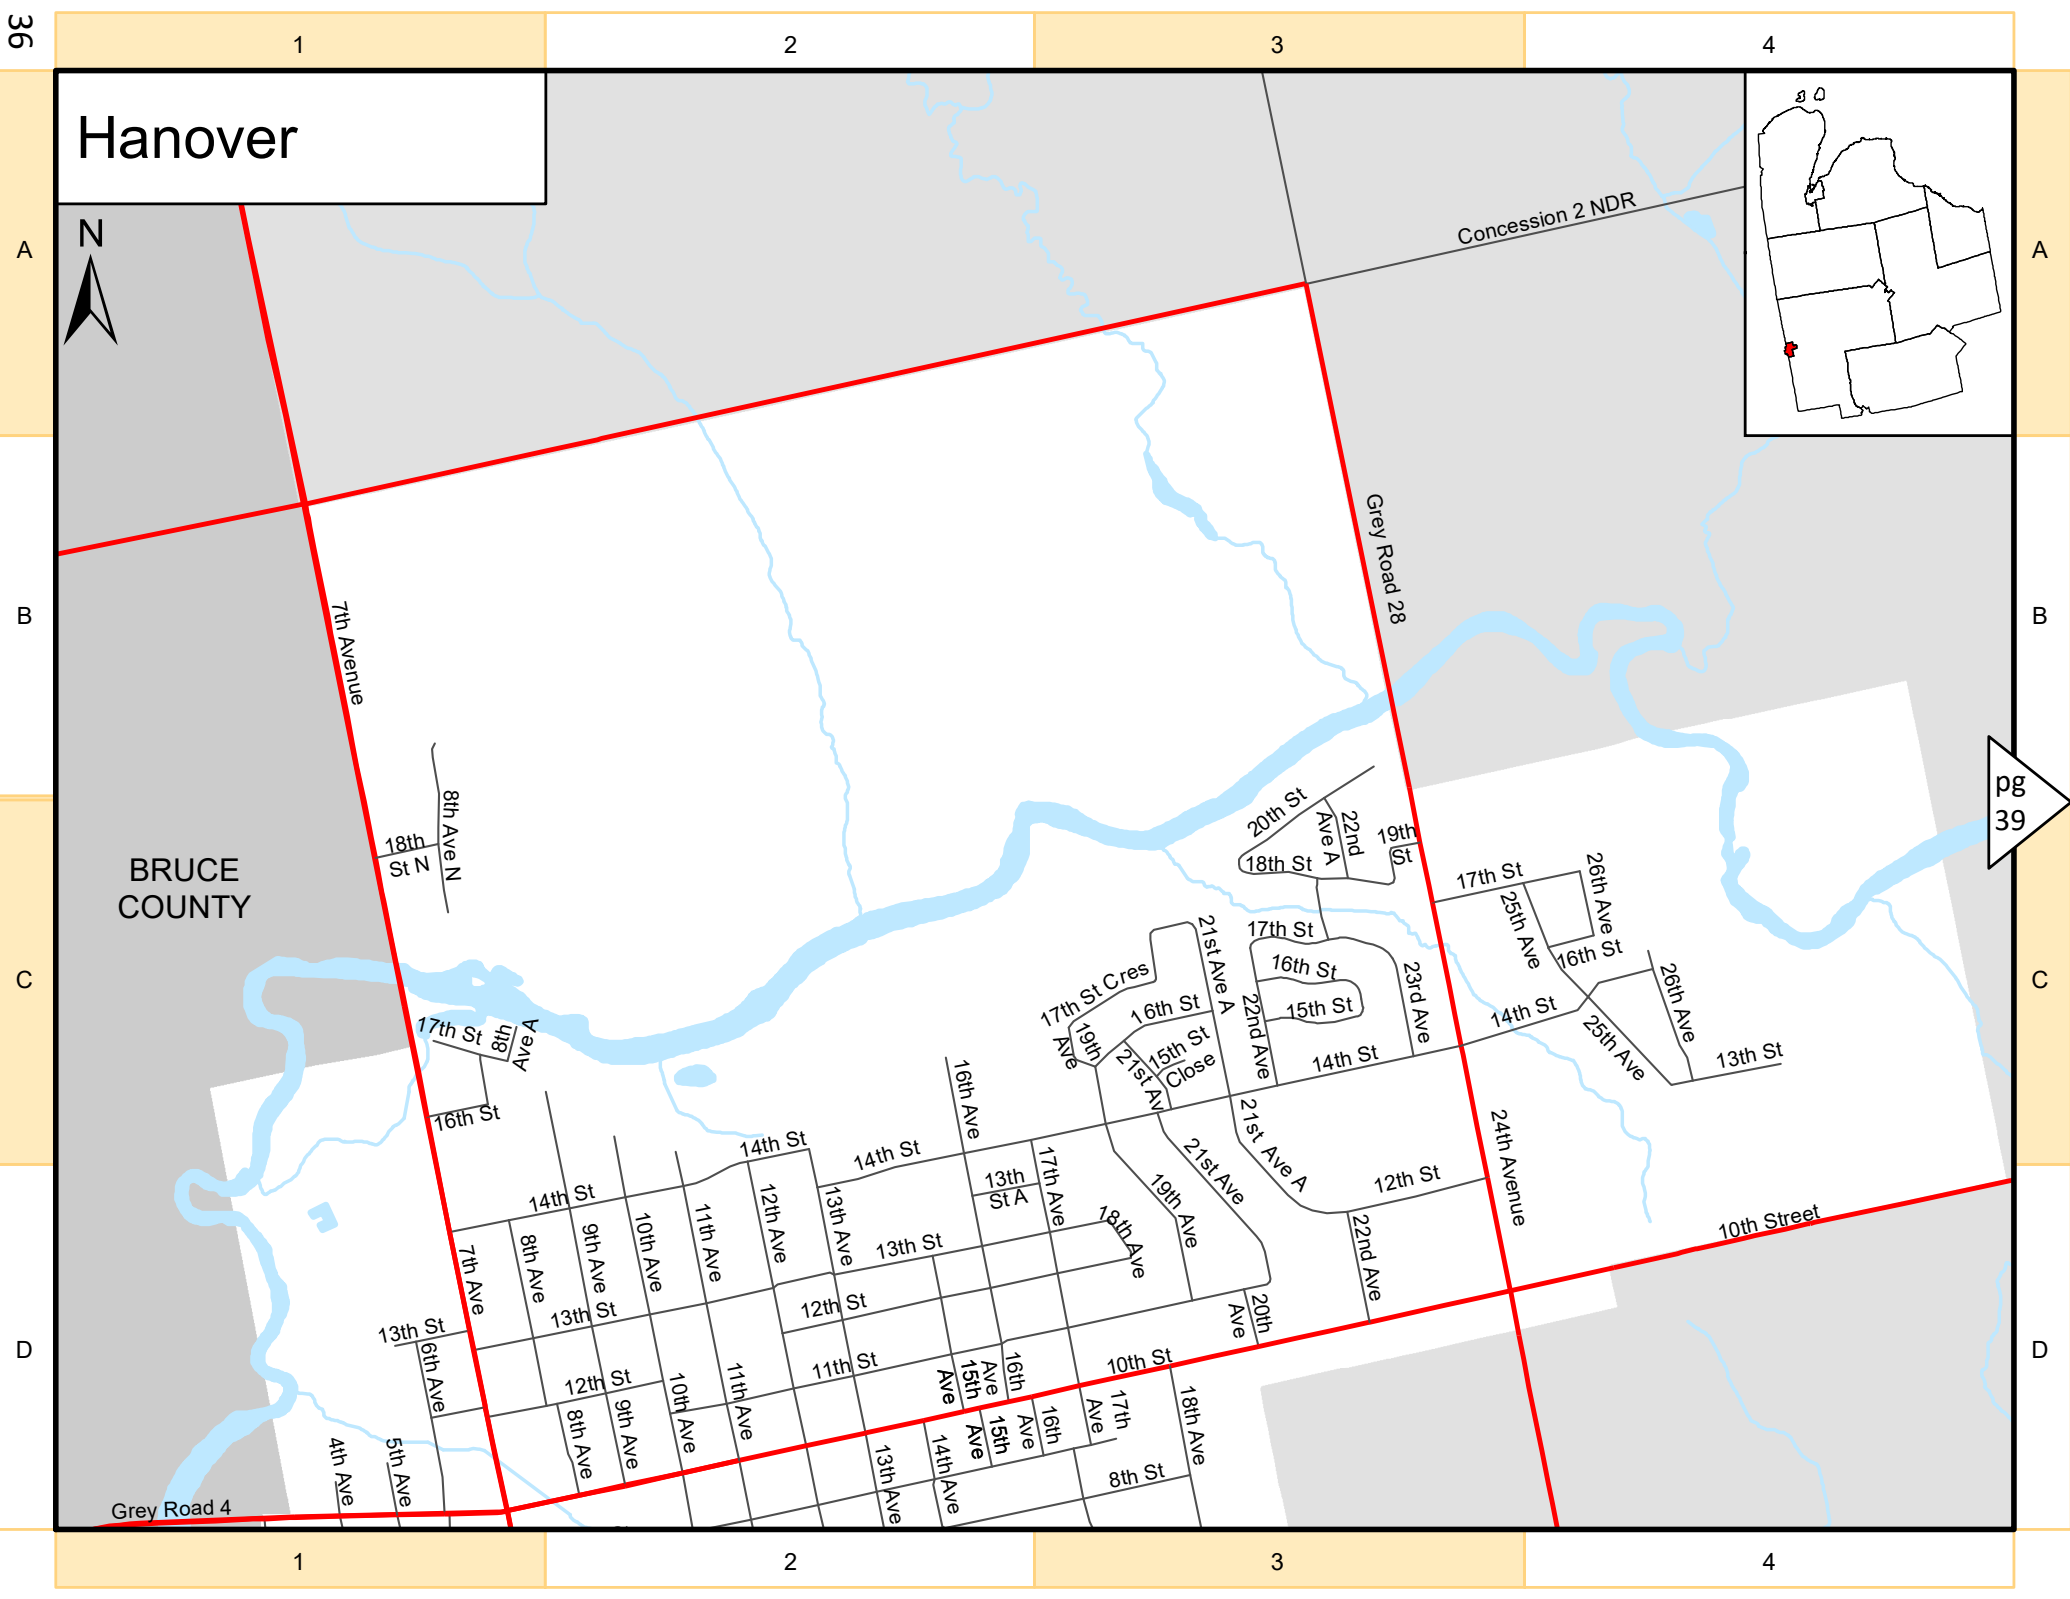 36
1
2
3
4
Hanover
N
A
A
Concession 2 NDR
Grey Road 28
B
B
7th Avenue
pg
39
8th Ave N
18th
St N
20th St
22nd
Ave A
19th
St
18th St
BRUCE
COUNTY
17th St
26th Ave
25th Ave
16th St
21st Ave A
17th St
16th St
15th St
23rd Ave
22nd Ave
17th St Cres
19th
Ave
16th St
15th St
Close
21st Av
C
C
14th St
26th Ave
25th Ave
13th St
14th St
17th St
8th
Ave A
16th St
16th Ave
14th St
14th St
14th St
13th
St A
17th Ave
21st Ave A
21st Ave
24th Avenue
12th St
19th Ave
18th Ave
22nd Ave
10th Street
7th Ave
8th Ave
9th Ave
10th Ave
11th Ave
12th Ave
13th Ave
13th St
13th St
12th St
20th
Ave
13th St
6th Ave
D
D
12th St
11th St
10th St
8th Ave
9th Ave
10th Ave
11th Ave
15th
Ave
16th
Ave
15th
Ave
16th
Ave
17th
Ave
18th Ave
13th Ave
14th Ave
8th St
4th Ave
5th Ave
Grey Road 4
1
2
3
4